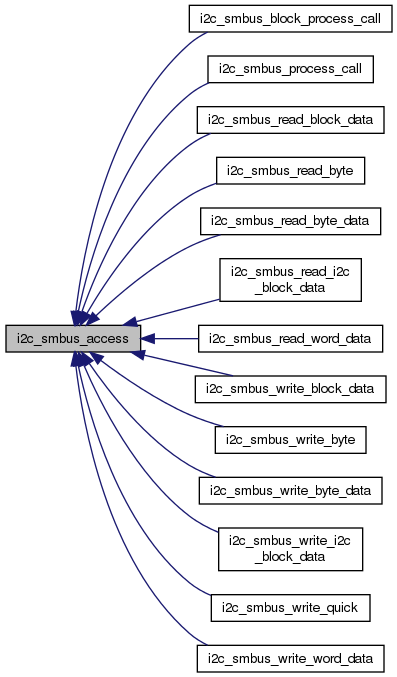 i2c_smbus_block_process_call
i2c_smbus_process_call
i2c_smbus_read_block_data
i2c_smbus_read_byte
i2c_smbus_read_byte_data
i2c_smbus_read_i2c
_block_data
i2c_smbus_access
i2c_smbus_read_word_data
i2c_smbus_write_block_data
i2c_smbus_write_byte
i2c_smbus_write_byte_data
i2c_smbus_write_i2c
_block_data
i2c_smbus_write_quick
i2c_smbus_write_word_data